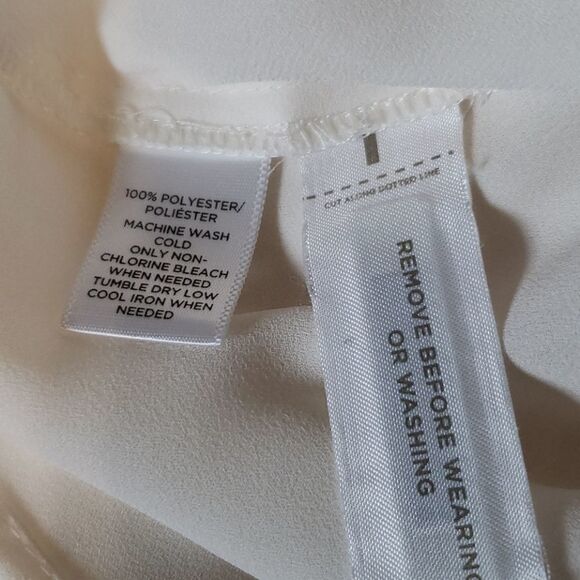 100% POLYESTER/
POLIÉSTER
MACHINE WASH
COLD
ONLY NON-
CHLORINE BLEACH
WHEN NEEDED
TUMBLE DRY LOW
COOL IRON WHEN
NEEDED
CUT ALONG DOTTED LINE
REMOVE BEFORE WEARING
OR WASHING